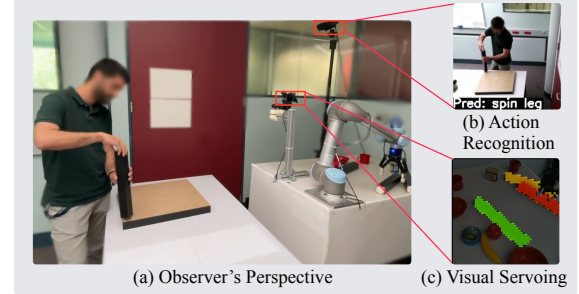 Pred: spin leg
(b) Action
Recognition
(a) Observer's Perspective
(c) Visual Servoing